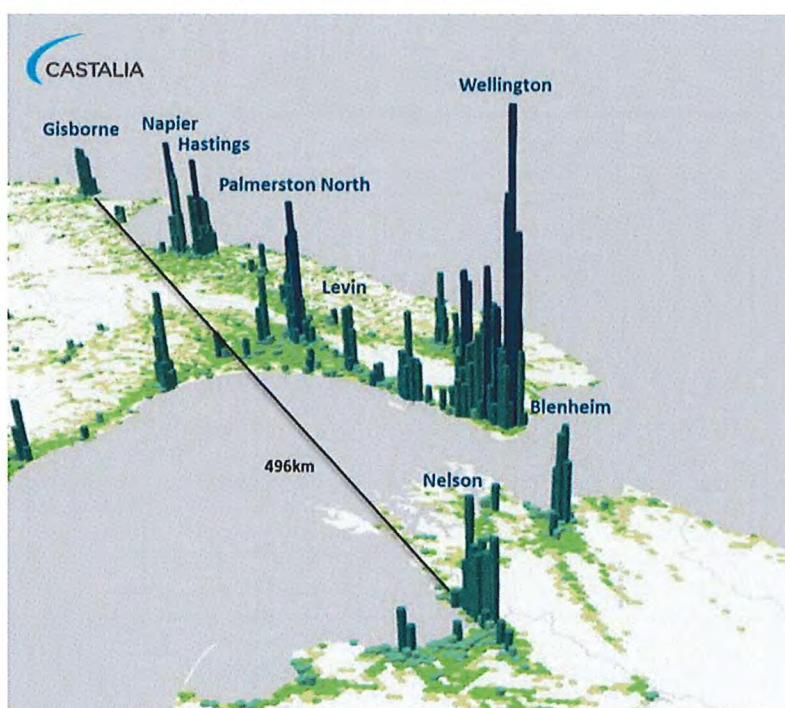 CASTALIA
Wellington
Gisborne
Napier
Hastings
Palmerston North
Levin
Blenheim
496km
Nelson